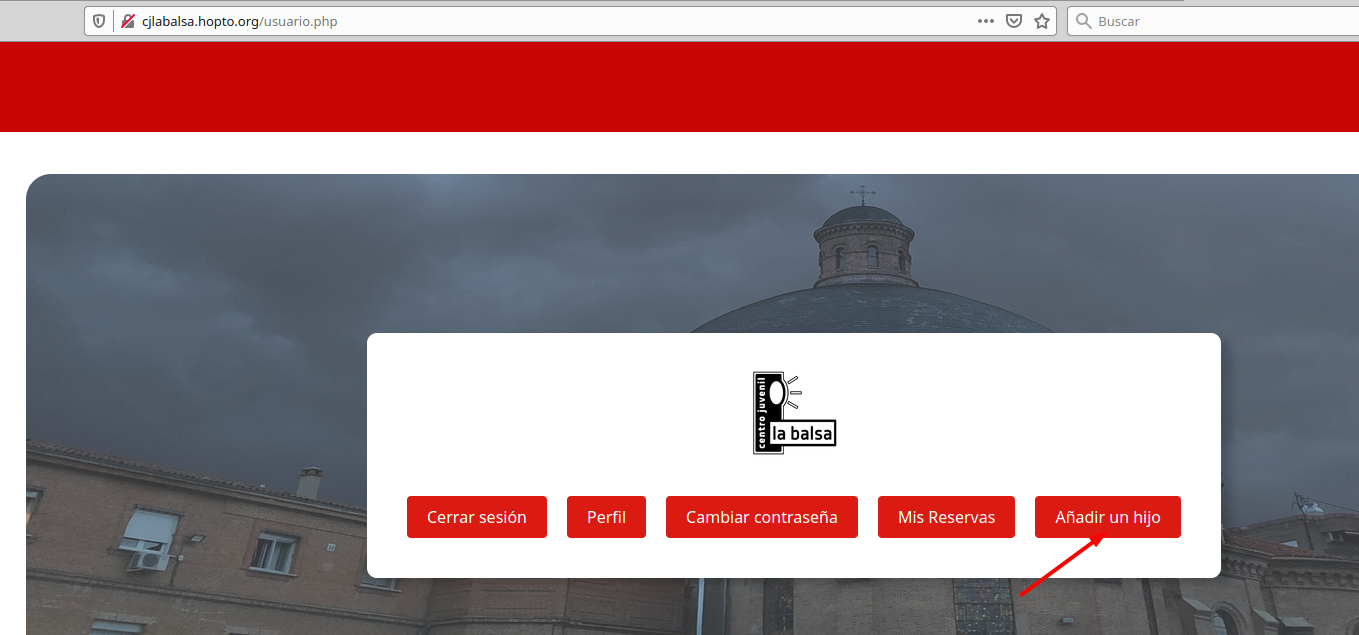 cjlabalsa.hopto.org/usuario.php
Buscar
centro juvenil
la balsa
Cerrar sesión
Perfil
Cambiar contraseña
Mis Reservas
Añadir un hijo